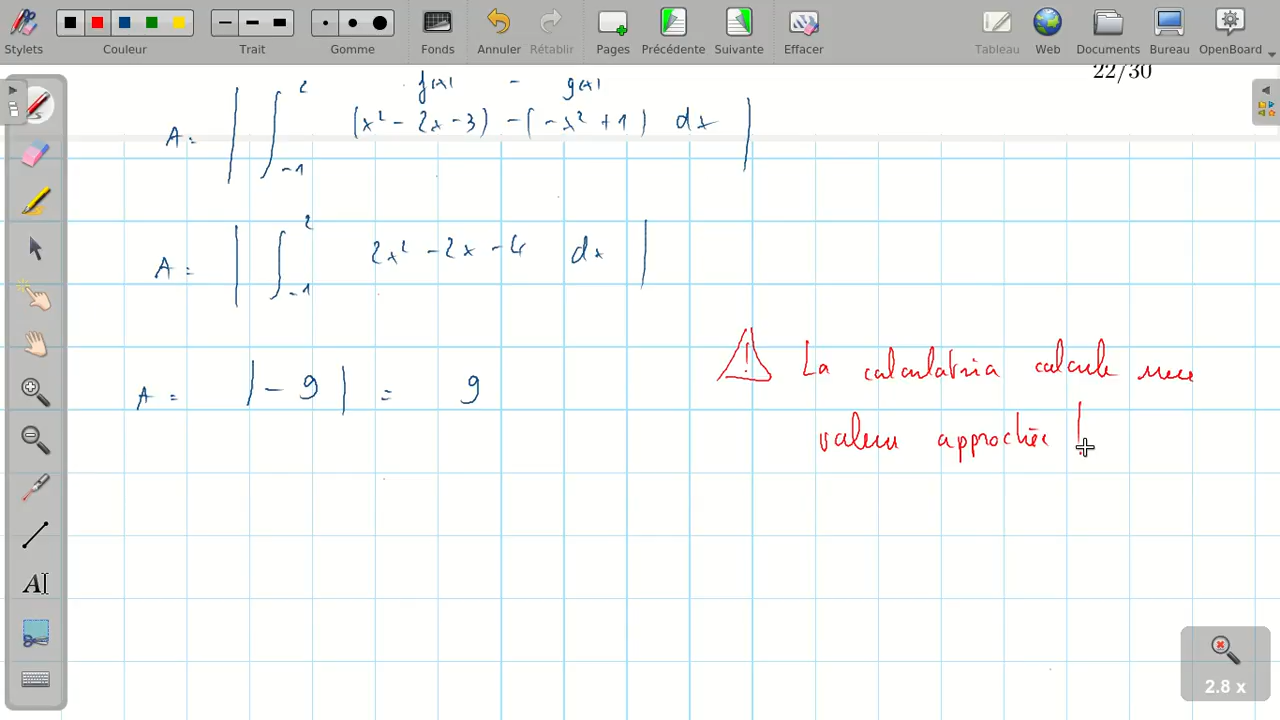 Stylets Couleur Trait Gomme Fonds Annuler Rétablir Pages Précédente Suivante Effacer Tableau Web Documents Bureau OpenBoard
22/30
f(x) - g(x)
A= | ∫₋₁² (x² - 2x - 3) - (-x² + 1) dx |
A= | ∫₋₁² 2x² - 2x - 4 dx |
A= |-9| = 9
! La calculatrice calcule une
valeur approchée !
2.8 x